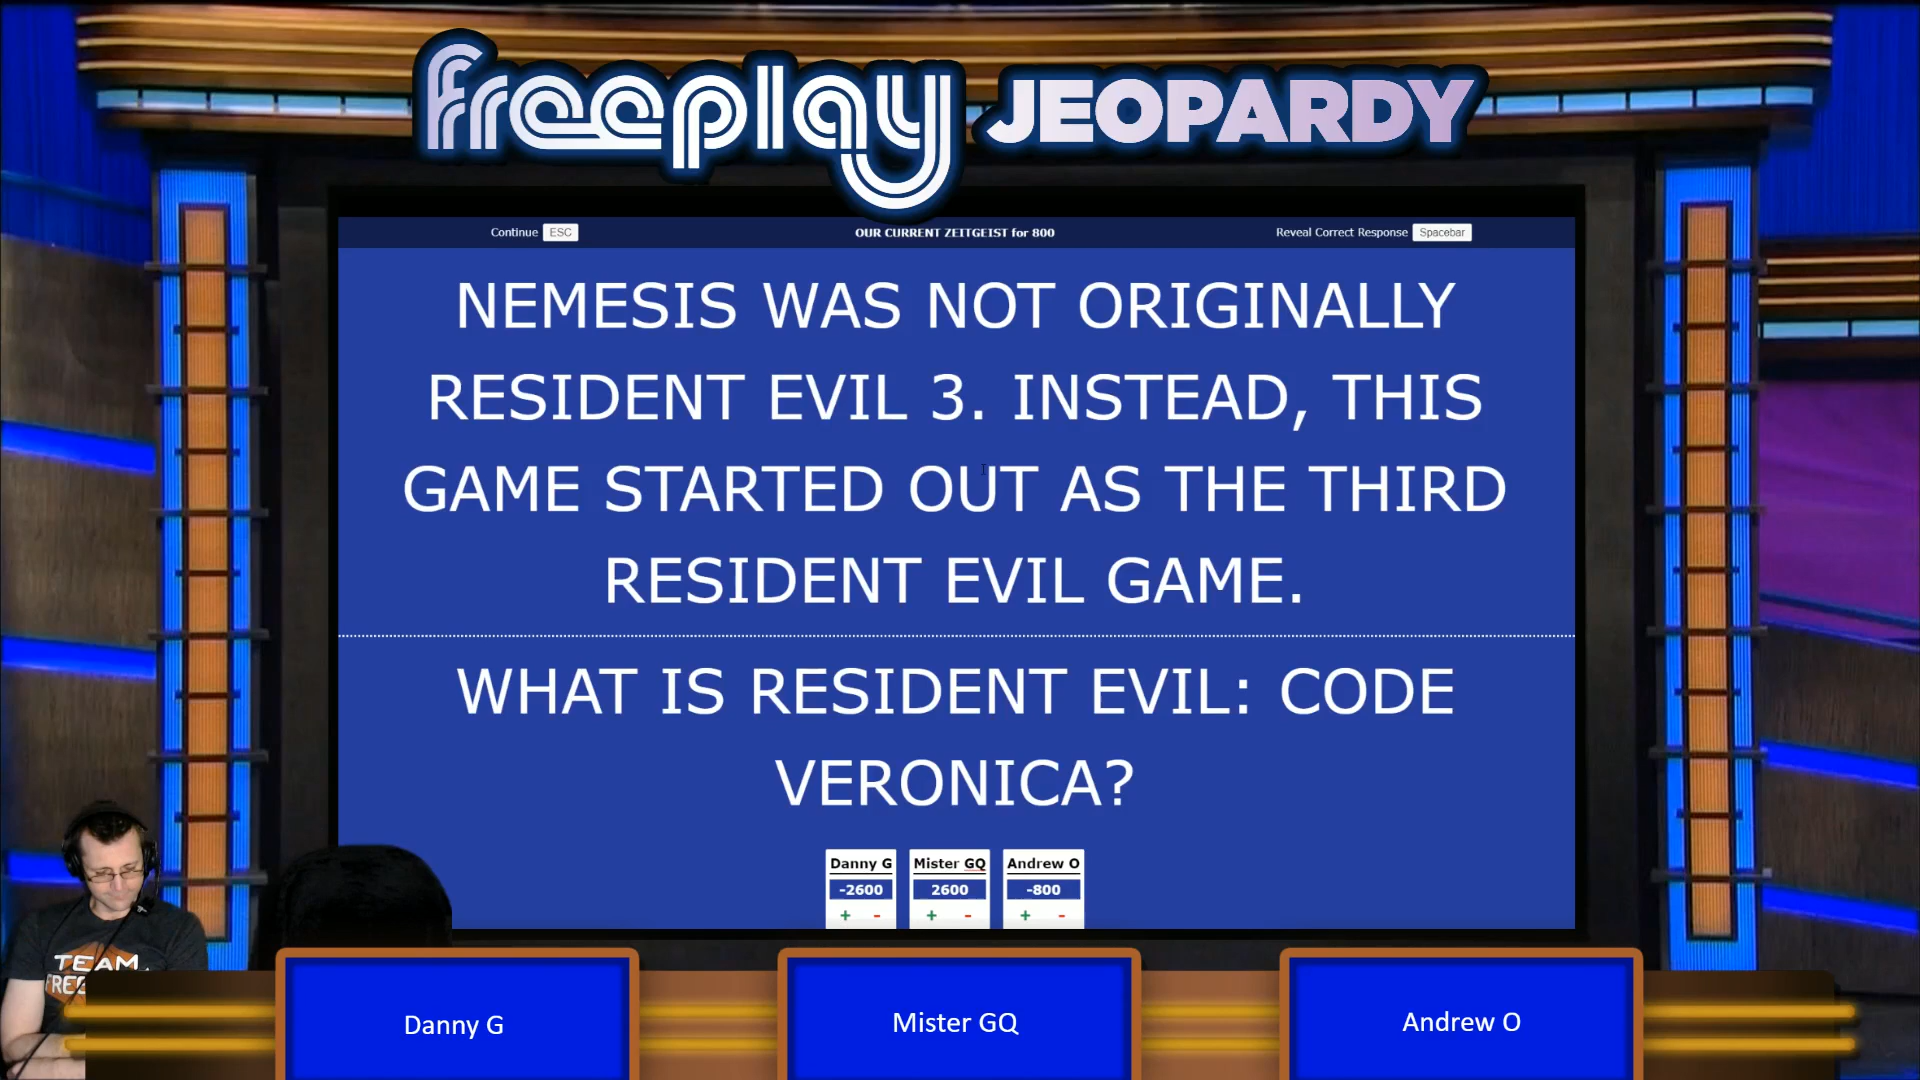 freeplay JEOPARDY
Continue ESC
OUR CURRENT ZEITGEIST for 800
Reveal Correct Response Spacebar
NEMESIS WAS NOT ORIGINALLY
RESIDENT EVIL 3. INSTEAD, THIS
GAME STARTED OUT AS THE THIRD
RESIDENT EVIL GAME.
WHAT IS RESIDENT EVIL: CODE
VERONICA?
Danny G
-2600
+ -
Mister GQ
2600
+ -
Andrew O
-800
+ -
TEAM
Danny G
Mister GQ
Andrew O